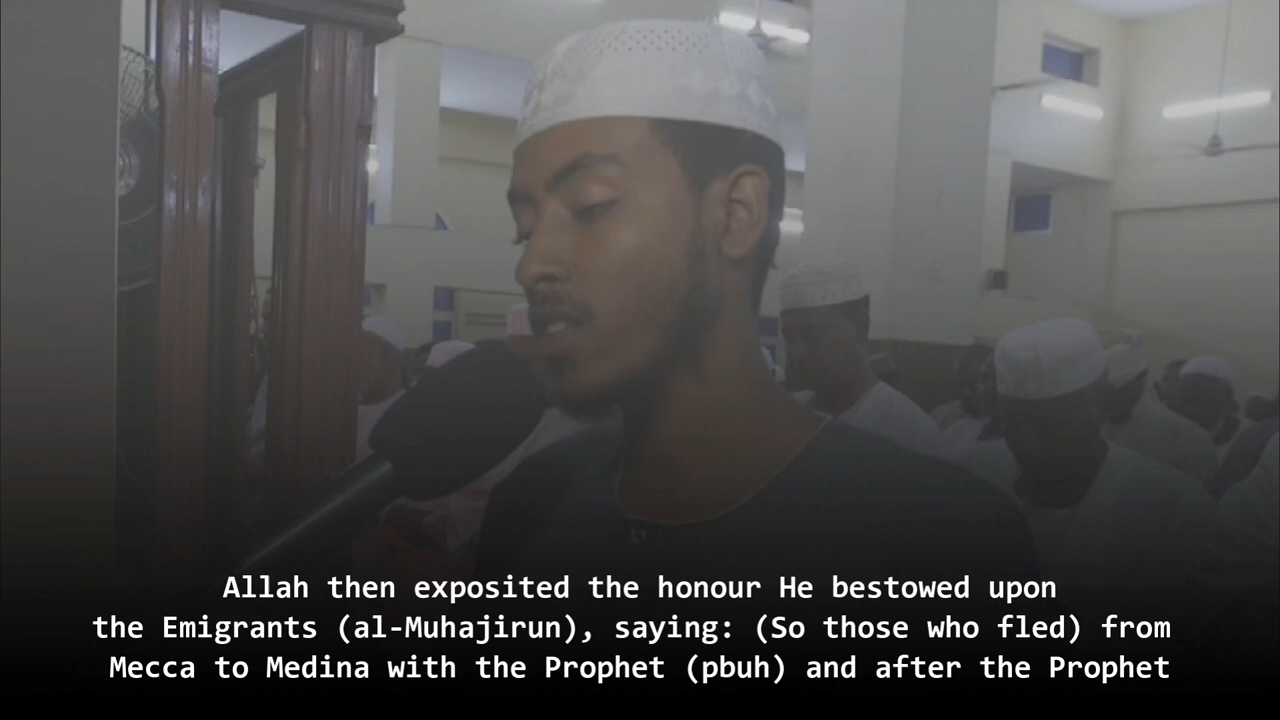 Allah then exposited the honour He bestowed upon
the Emigrants (al-Muhajirun), saying: (So those who fled) from
Mecca to Medina with the Prophet (pbuh) and after the Prophet